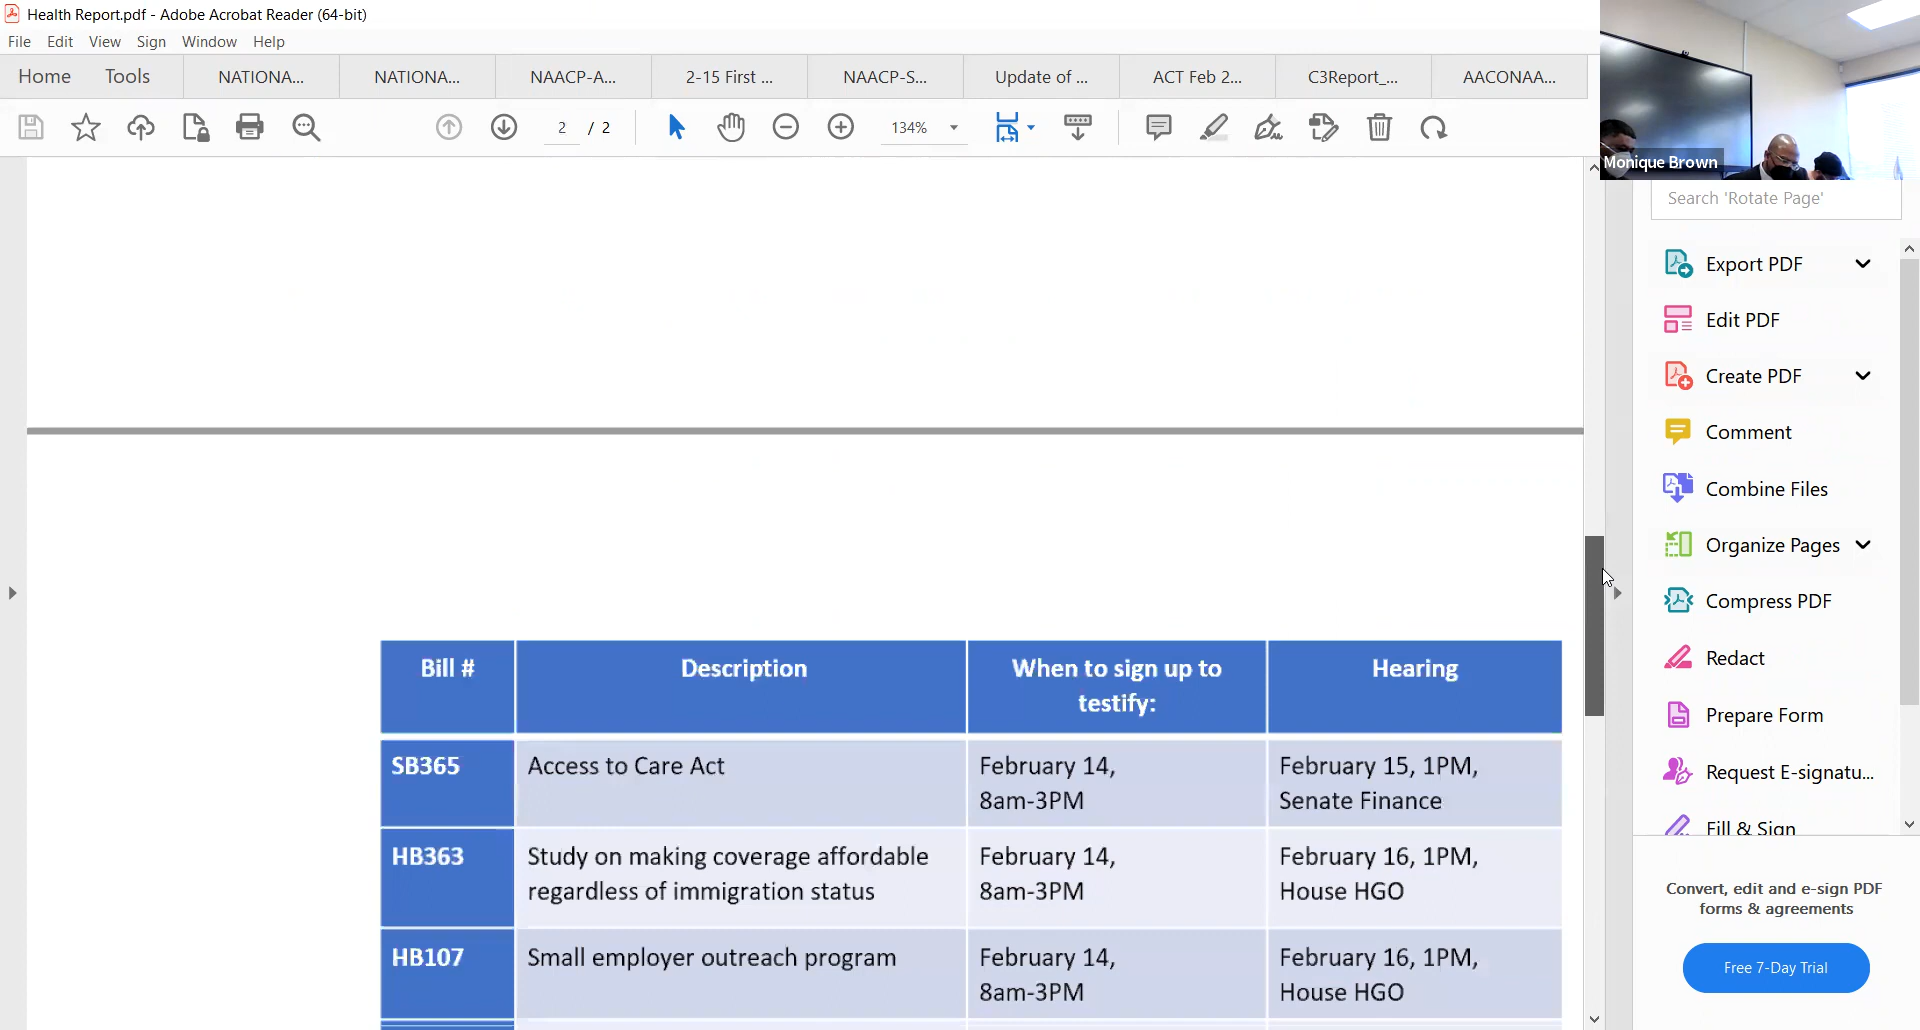 Health Report.pdf - Adobe Acrobat Reader (64-bit)
File Edit View Sign Window Help
Home Tools NATIONA... NATIONA... NAACP-A... 2-15 First ... NAACP-S... Update of ... ACT Feb 2... C3Report_... AACONAA...
2 / 2 134%
Monique Brown
Search 'Rotate Page'
Export PDF
Edit PDF
Create PDF
Comment
Combine Files
Organize Pages
Compress PDF
Redact
Prepare Form
Request E-signatu...
Fill & Sign
Convert, edit and e-sign PDF
forms & agreements
Free 7-Day Trial
Bill # Description When to sign up to Hearing
testify:
SB365 Access to Care Act February 14, February 15, 1PM,
8am-3PM Senate Finance
HB363 Study on making coverage affordable February 14, February 16, 1PM,
regardless of immigration status 8am-3PM House HGO
HB107 Small employer outreach program February 14, February 16, 1PM,
8am-3PM House HGO